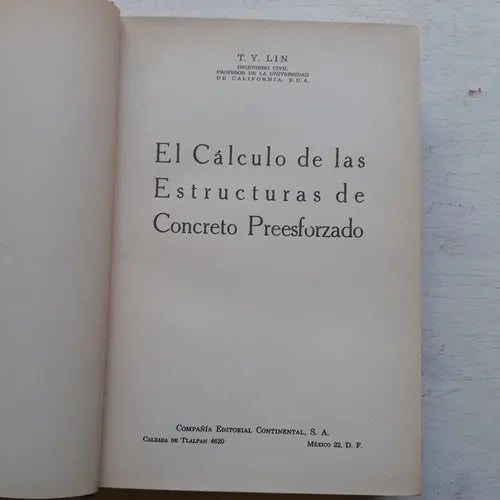 T. Y. LIN
INGENIERO CIVIL
PROFESOR DE LA UNIVERSIDAD
DE CALIFORNIA, E.U.A.
El Cálculo de las
Estructuras de
Concreto Preesforzado
COMPAÑÍA EDITORIAL CONTINENTAL, S. A.
CALZADA DE TLALPAN 4620 MÉXICO 22, D. F.